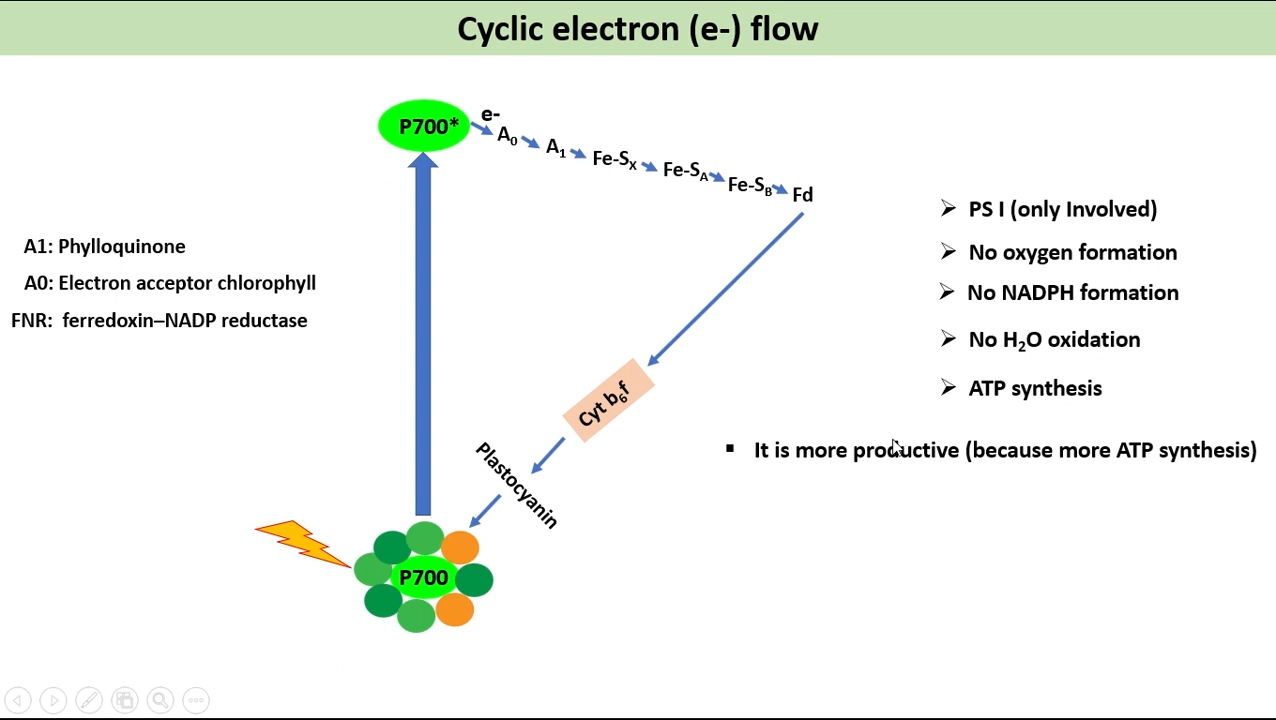 Cyclic electron (e-) flow
P700*
e-
A₀
A₁
Fe-Sₓ
Fe-S_A
Fe-S_B
Fd
A1: Phylloquinone
A0: Electron acceptor chlorophyll
FNR: ferredoxin–NADP reductase
Cyt b₆f
Plastocyanin
P700
➢ PS I (only Involved)
➢ No oxygen formation
➢ No NADPH formation
➢ No H₂O oxidation
➢ ATP synthesis
▪ It is more productive (because more ATP synthesis)